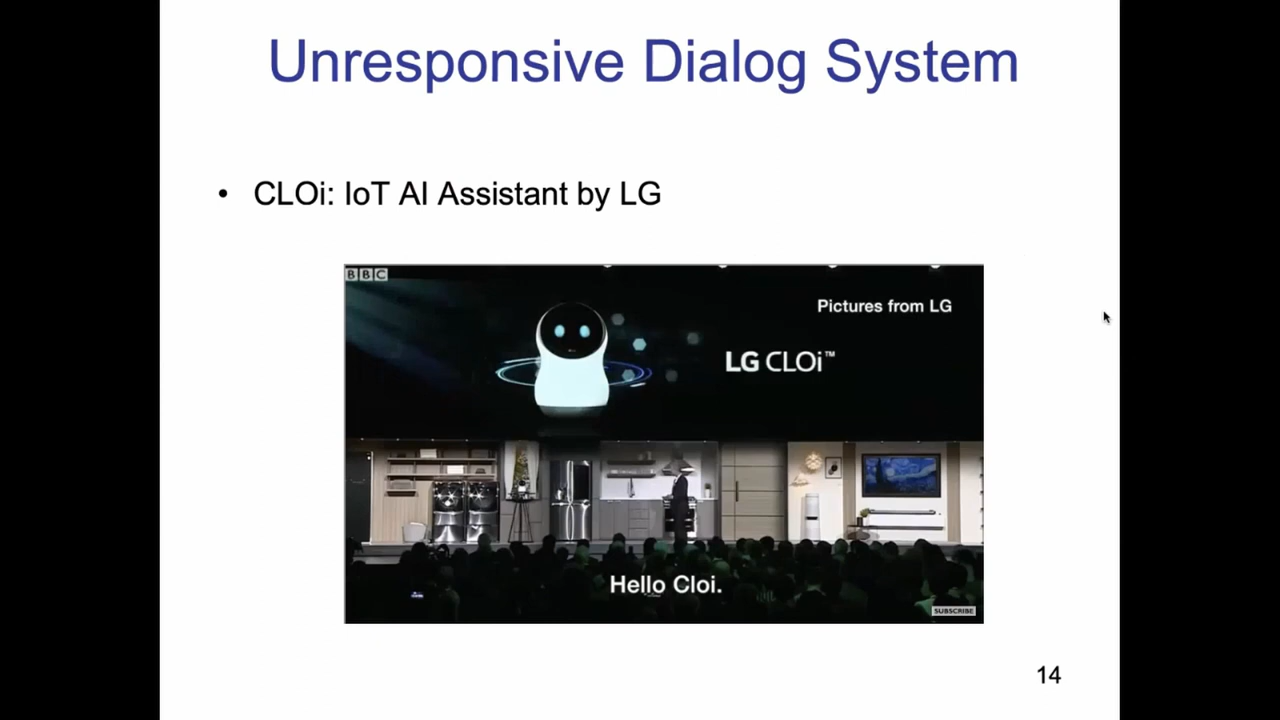 Unresponsive Dialog System
• CLOi: IoT AI Assistant by LG
BBC
Pictures from LG
LG CLOi™
Hello Cloi.
SUBSCRIBE
14